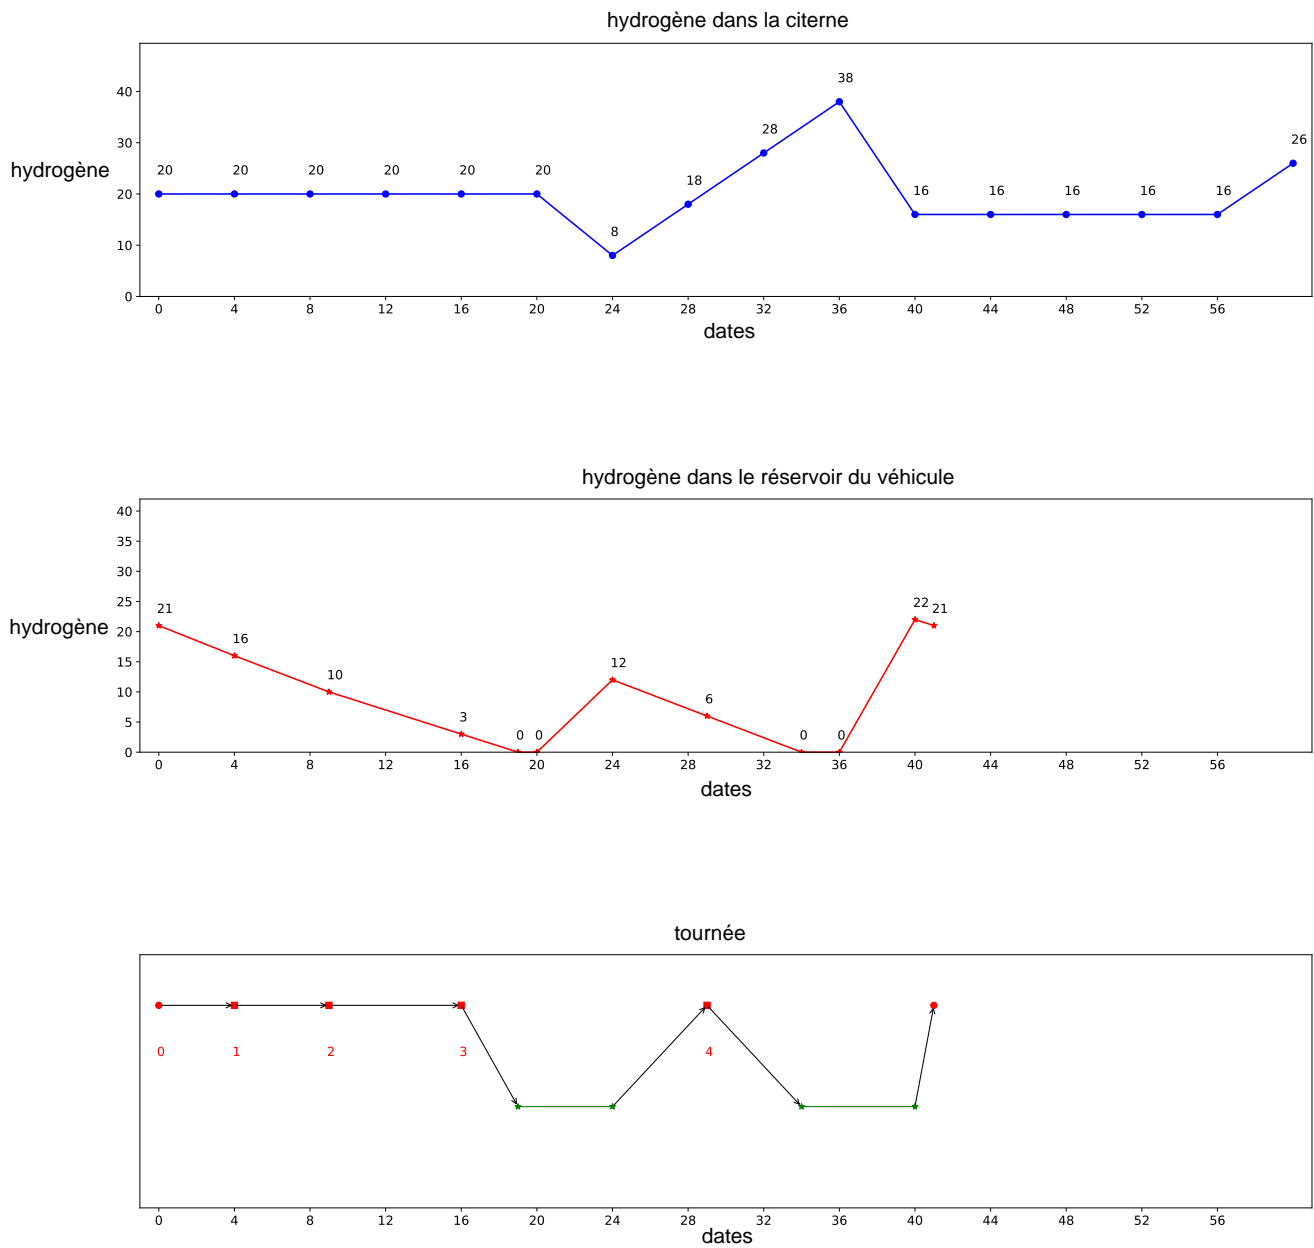 hydrogène dans la citerne
hydrogène
40
30
20
10
0
20 20 20 20 20 20 8 18 28 38 16 16 16 16 16 26
0 4 8 12 16 20 24 28 32 36 40 44 48 52 56
dates
hydrogène dans le réservoir du véhicule
hydrogène
40
35
30
25
20
15
10
5
0
21 16 10 3 0 0 12 6 0 0 22 21
0 4 8 12 16 20 24 28 32 36 40 44 48 52 56
dates
tournée
0 1 2 3 4
0 4 8 12 16 20 24 28 32 36 40 44 48 52 56
dates